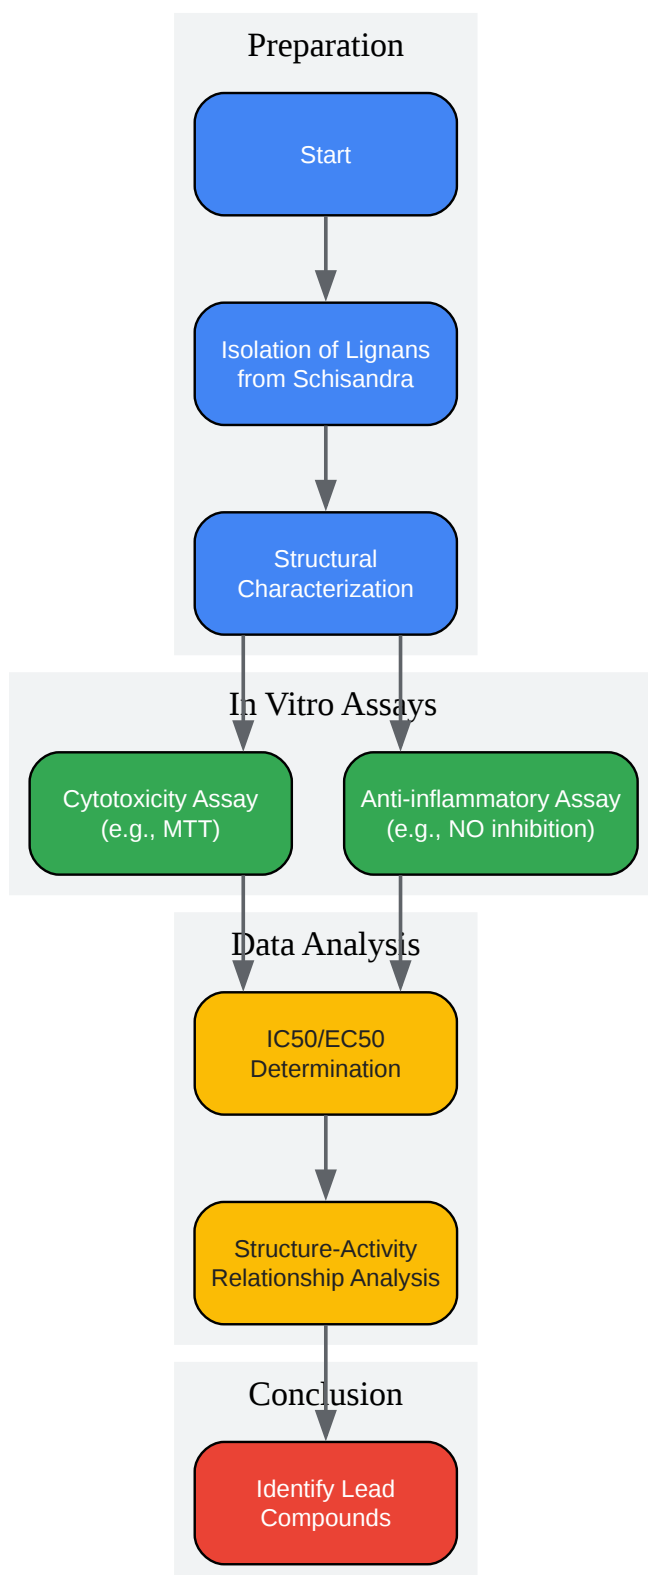 Preparation
Start
Isolation of Lignans
from Schisandra
Structural
Characterization
In Vitro Assays
Cytotoxicity Assay
(e.g., MTT)
Anti-inflammatory Assay
(e.g., NO inhibition)
Data Analysis
IC50/EC50
Determination
Structure-Activity
Relationship Analysis
Conclusion
Identify Lead
Compounds